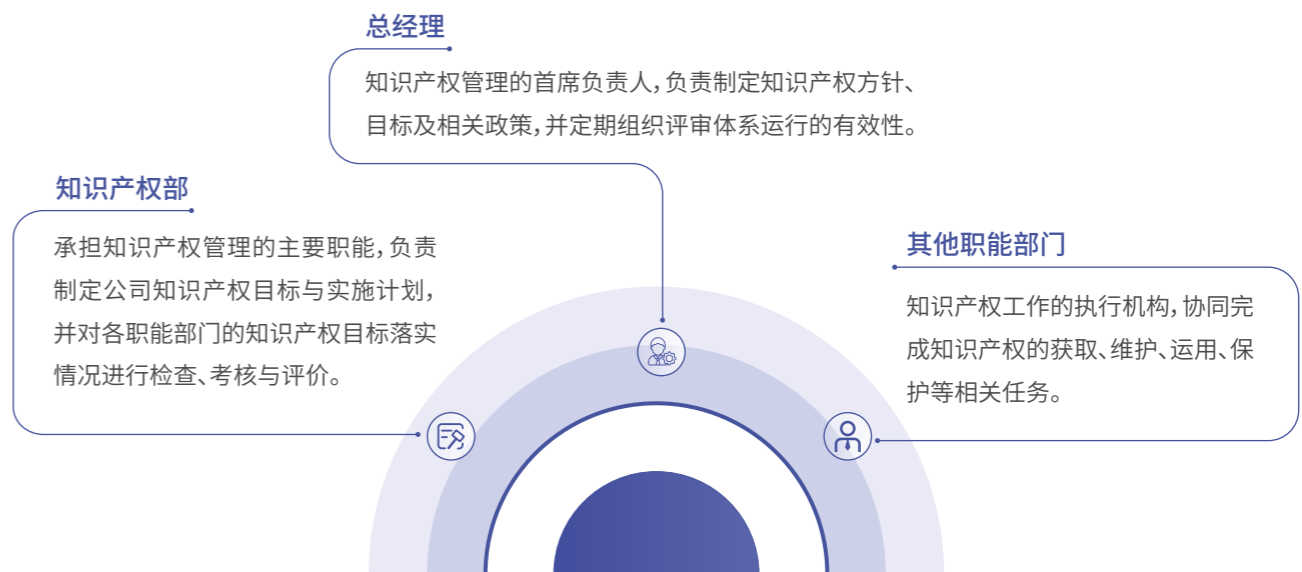 总经理
知识产权管理的首席负责人,负责制定知识产权方针、
目标及相关政策,并定期组织评审体系运行的有效性。
知识产权部
承担知识产权管理的主要职能,负责
制定公司知识产权目标与实施计划,
并对各职能部门的知识产权目标落实
情况进行检查、考核与评价。
其他职能部门
知识产权工作的执行机构,协同完
成知识产权的获取、维护、运用、保
护等相关任务。